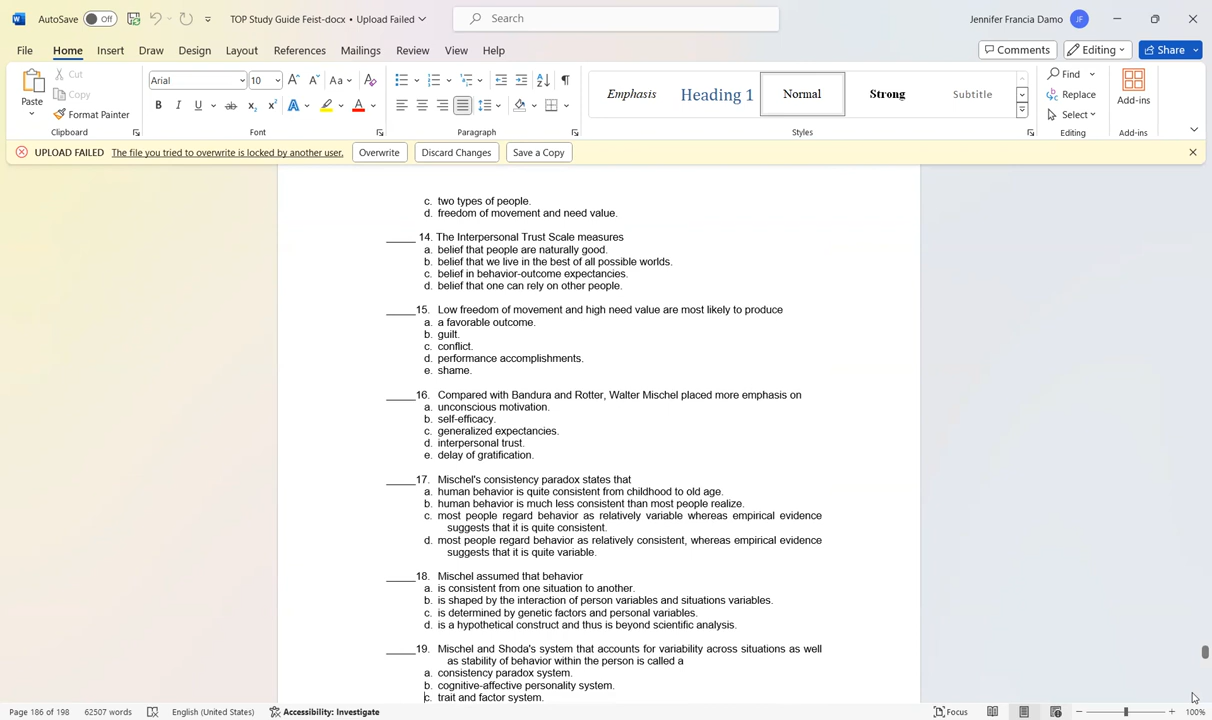 AutoSave Off TOP Study Guide Feist-docx • Upload Failed Search Jennifer Francia Damo JF
File Home Insert Draw Design Layout References Mailings Review View Help Comments Editing Share
Paste Cut Copy Format Painter
Clipboard
Arial 10
Font
Paragraph
Emphasis Heading 1 Normal Strong Subtitle
Styles
Find Replace Select
Editing
Add-ins
Add-ins
UPLOAD FAILED The file you tried to overwrite is locked by another user. Overwrite Discard Changes Save a Copy
c. two types of people.
d. freedom of movement and need value.
______ 14. The Interpersonal Trust Scale measures
a. belief that people are naturally good.
b. belief that we live in the best of all possible worlds.
c. belief in behavior-outcome expectancies.
d. belief that one can rely on other people.
______15. Low freedom of movement and high need value are most likely to produce
a. a favorable outcome.
b. guilt.
c. conflict.
d. performance accomplishments.
e. shame.
______16. Compared with Bandura and Rotter, Walter Mischel placed more emphasis on
a. unconscious motivation.
b. self-efficacy.
c. generalized expectancies.
d. interpersonal trust.
e. delay of gratification.
______17. Mischel's consistency paradox states that
a. human behavior is quite consistent from childhood to old age.
b. human behavior is much less consistent than most people realize.
c. most people regard behavior as relatively variable whereas empirical evidence
suggests that it is quite consistent.
d. most people regard behavior as relatively consistent, whereas empirical evidence
suggests that it is quite variable.
______18. Mischel assumed that behavior
a. is consistent from one situation to another.
b. is shaped by the interaction of person variables and situations variables.
c. is determined by genetic factors and personal variables.
d. is a hypothetical construct and thus is beyond scientific analysis.
______19. Mischel and Shoda's system that accounts for variability across situations as well
as stability of behavior within the person is called a
a. consistency paradox system.
b. cognitive-affective personality system.
c. trait and factor system.
Page 186 of 198 62507 words English (United States) Accessibility: Investigate Focus 100%